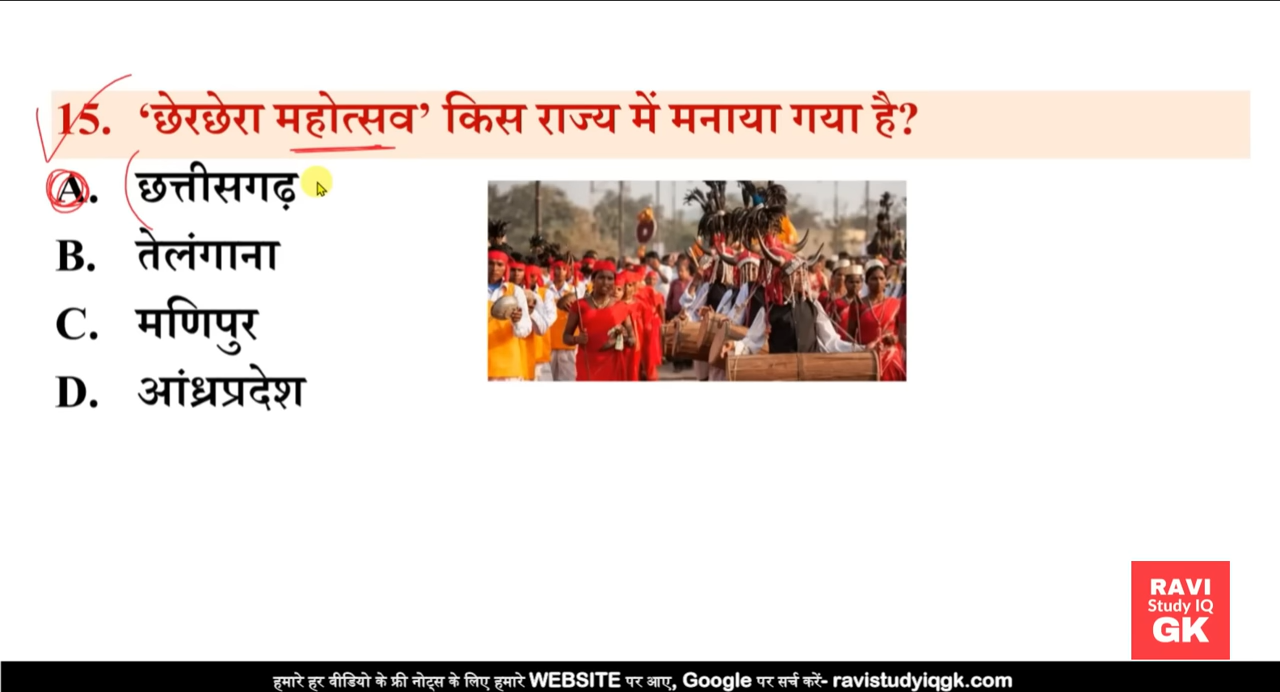 15. ‘छेरछेरा महोत्सव’ किस राज्य में मनाया गया है?
A. छत्तीसगढ़
B. तेलंगाना
C. मणिपुर
D. आंध्रप्रदेश
RAVI
Study IQ
GK
हमारे हर वीडियो के फ्री नोट्स के लिए हमारे WEBSITE पर आए, Google पर सर्च करें- ravistudyiqgk.com